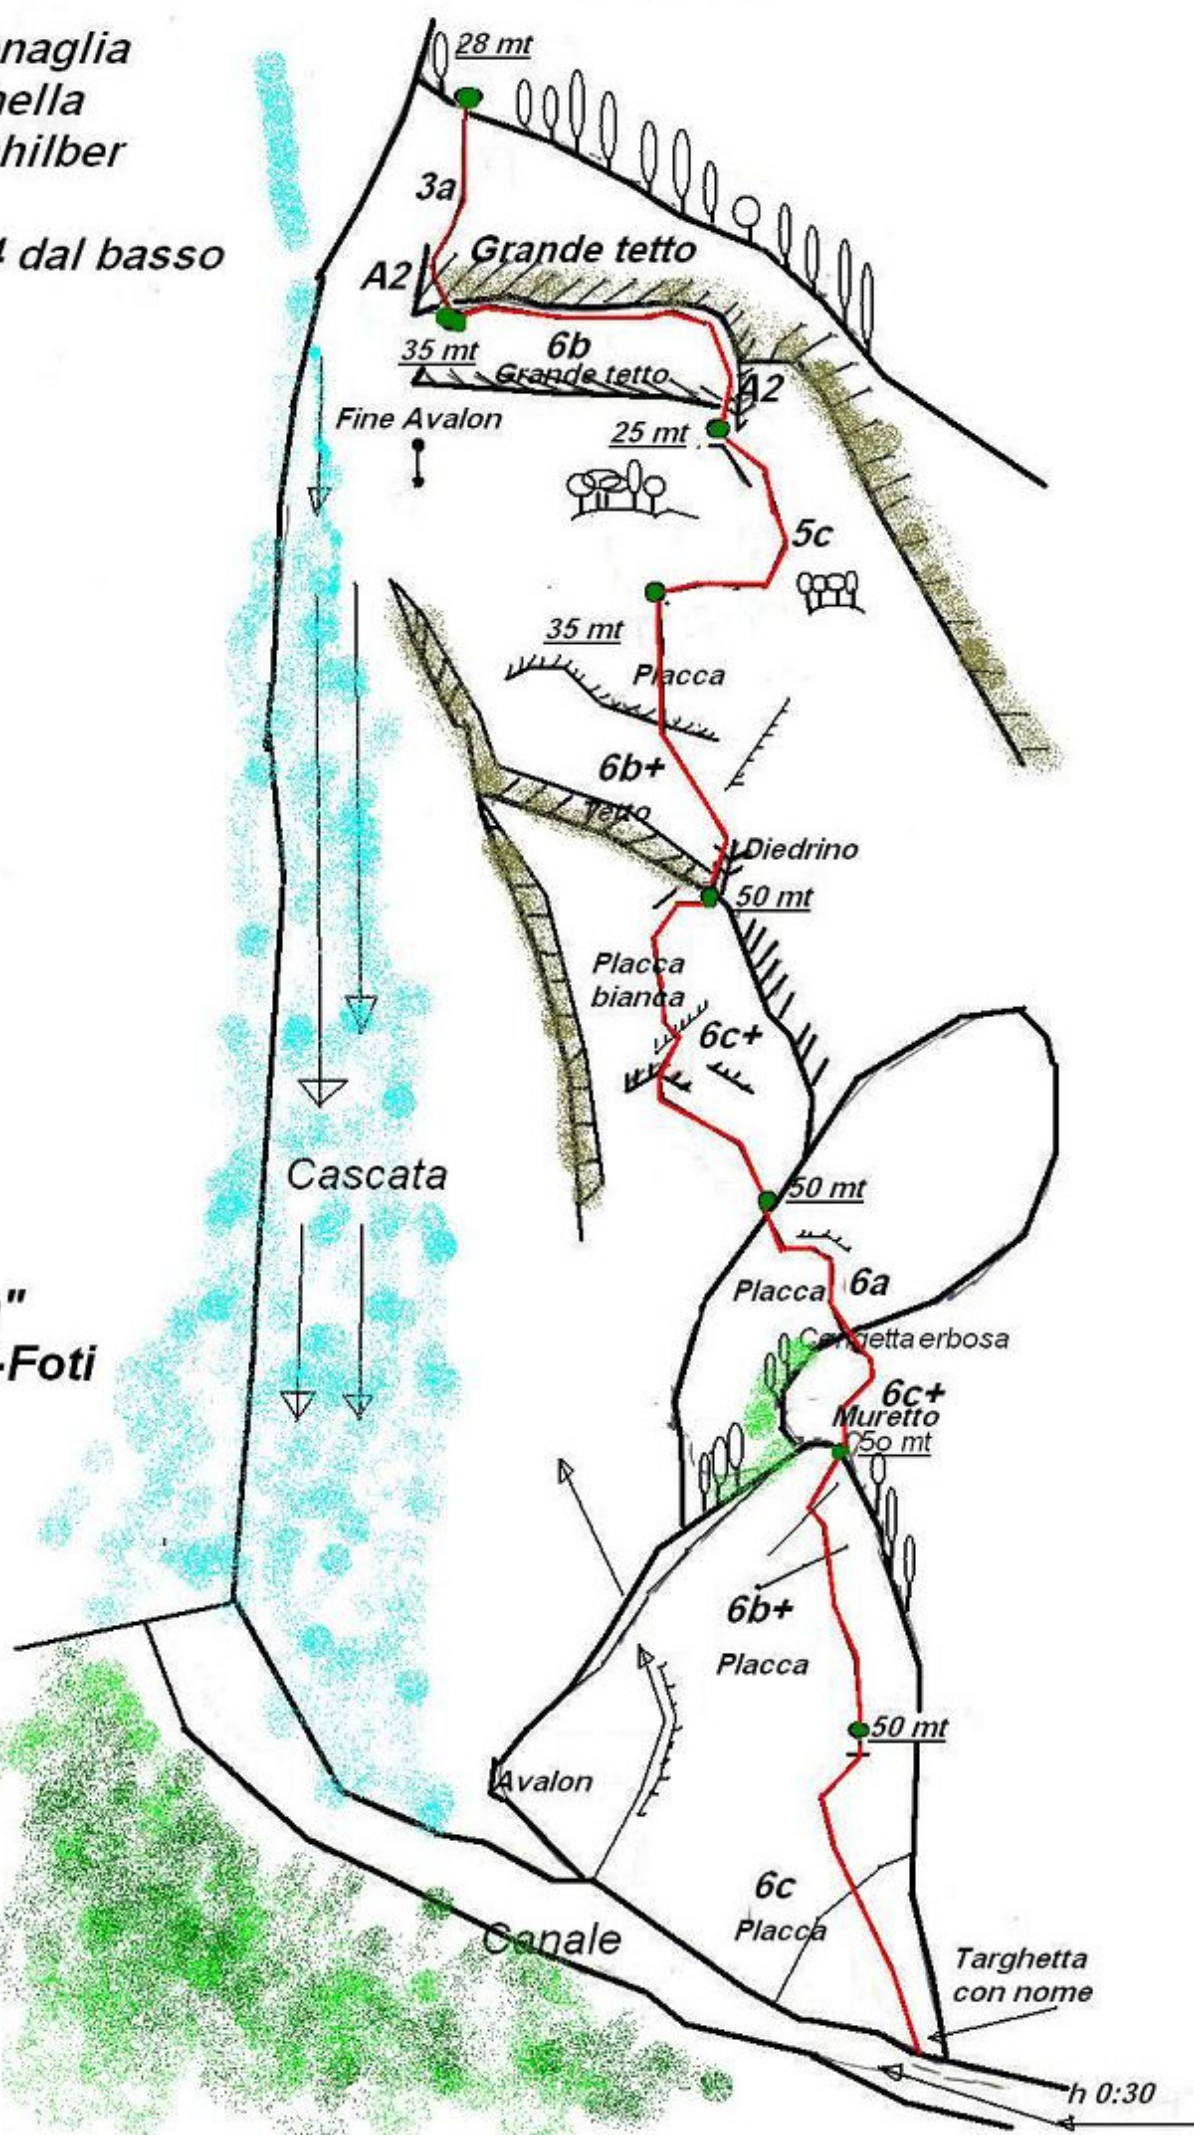 naglia
nella
hilber
4 dal basso
28 mt
3a
Grande tetto
A2
6b
35 mt
Grande tetto
A2
Fine Avalon
25 mt
5c
35 mt
Placca
6b+
Tetto
Diedrino
50 mt
Placca
bianca
6c+
Cascata
50 mt
"
-Foti
Placca
6a
Cengetta erbosa
6c+
Muretto
50 mt
6b+
Placca
50 mt
Avalon
6c
Placca
Canale
Targhetta
con nome
h 0:30